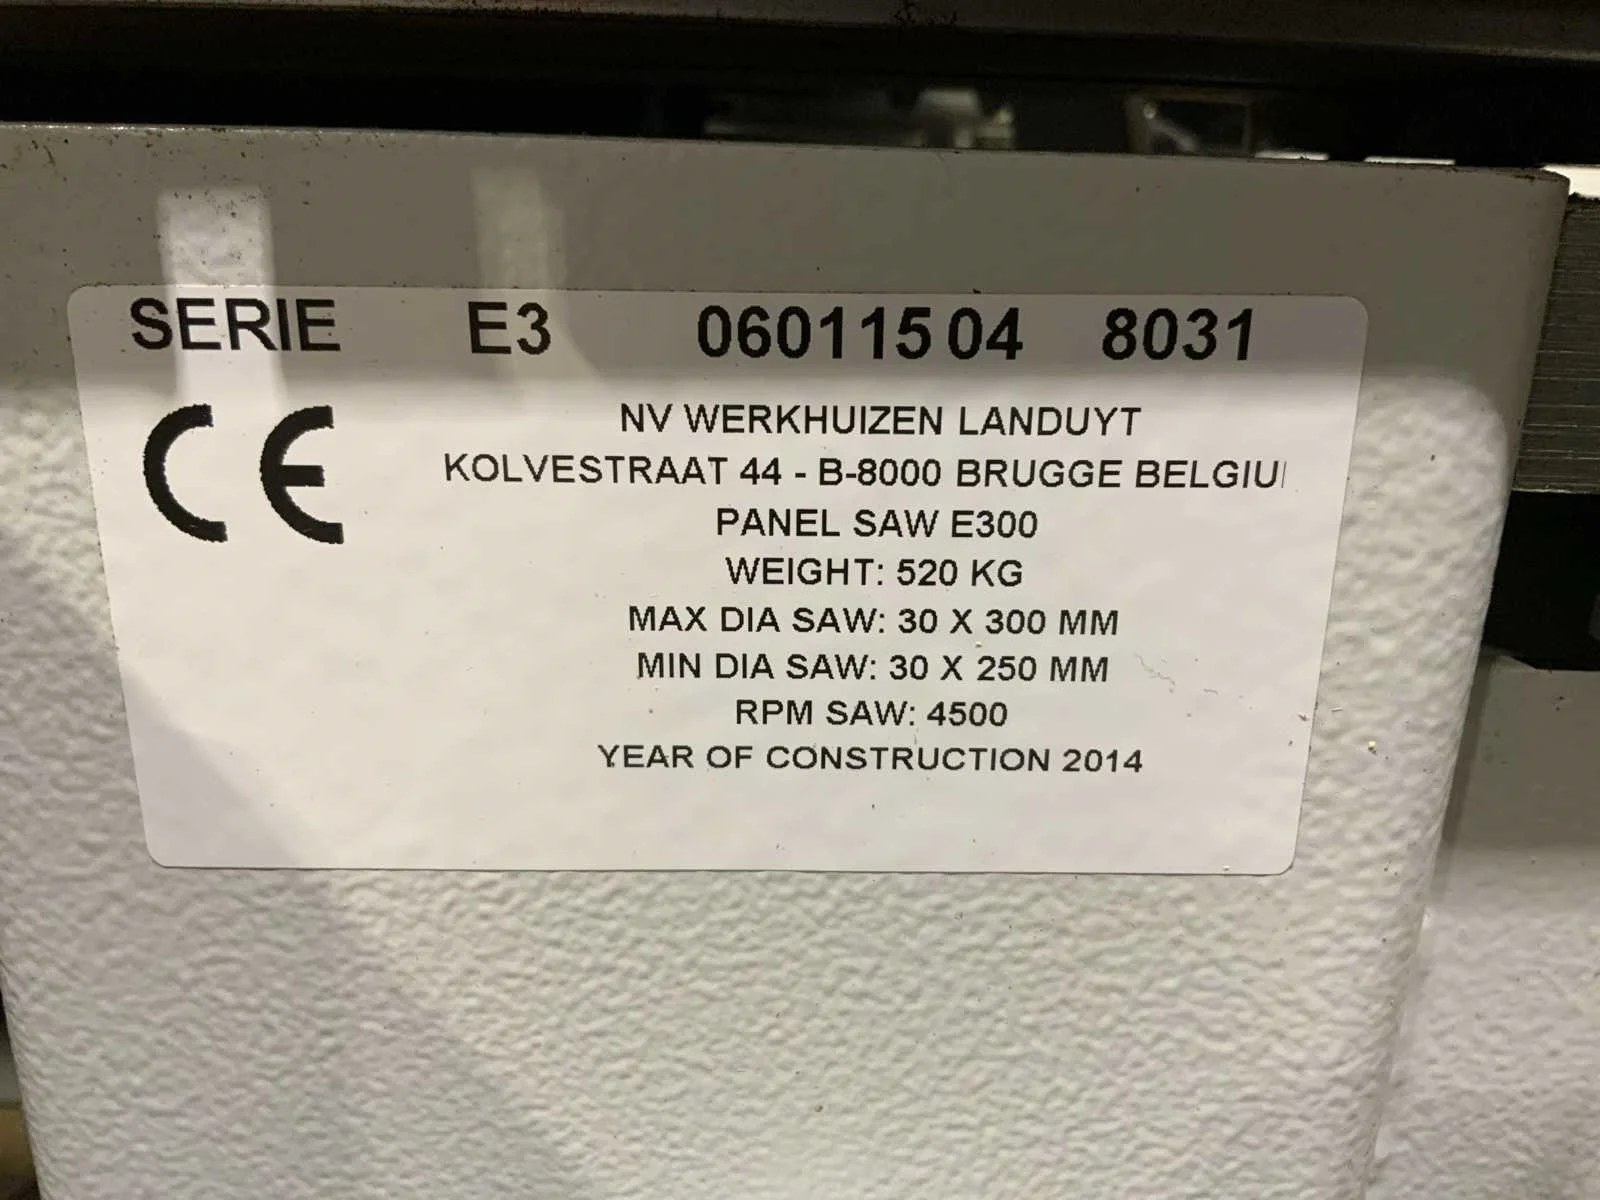 SERIE E3 06011504 8031
CE
NV WERKHUIZEN LANDUYT
KOLVESTRAAT 44 - B-8000 BRUGGE BELGIU
PANEL SAW E300
WEIGHT: 520 KG
MAX DIA SAW: 30 X 300 MM
MIN DIA SAW: 30 X 250 MM
RPM SAW: 4500
YEAR OF CONSTRUCTION 2014